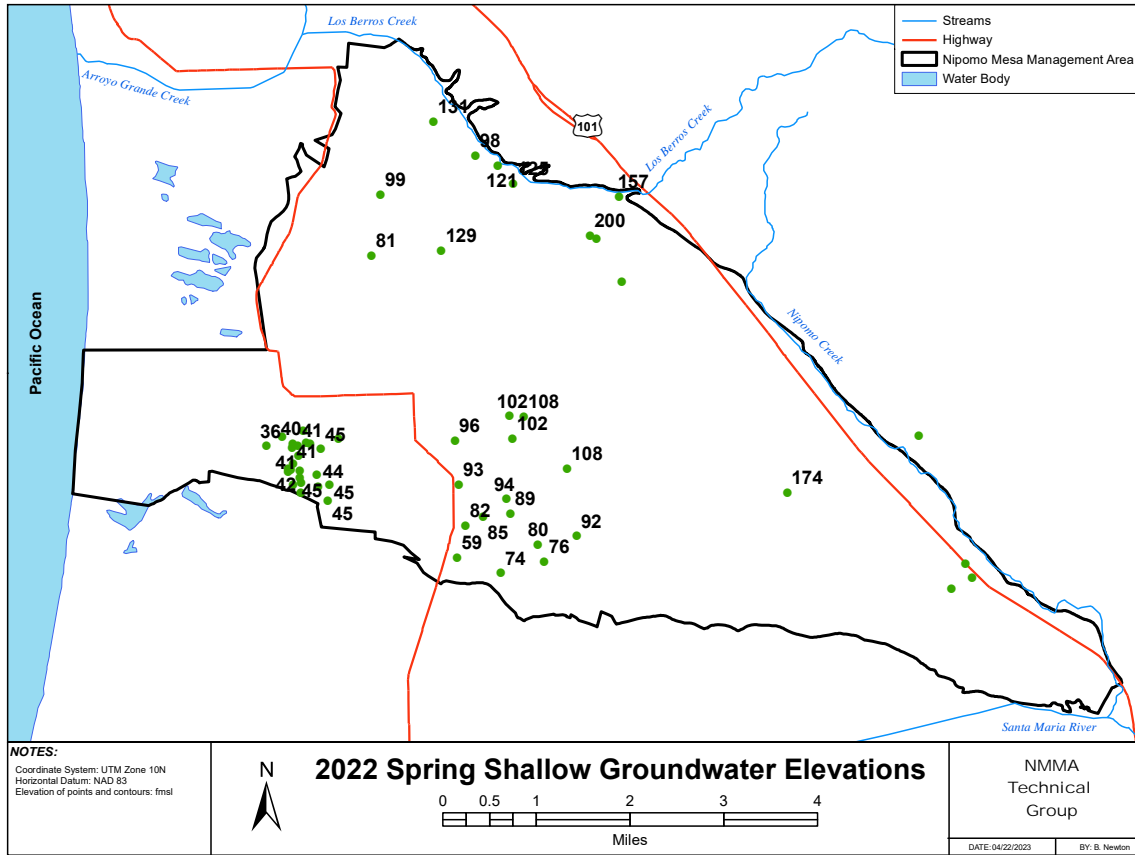 Los Berros Creek
Streams
Highway
Nipomo Mesa Management Area
Water Body
Arroyo Grande Creek
101
Los Berros Creek
98
121
157
99
200
81
129
Pacific Ocean
Nipomo Creek
102 108
36 40 41 45
96
102
41
108
41
93
44
174
42 45 45
94
89
82
45
85
80
92
59
76
74
Santa Maria River
NOTES:
Coordinate System: UTM Zone 10N
Horizontal Datum: NAD 83
Elevation of points and contours: fmsl
N
2022 Spring Shallow Groundwater Elevations
0 0.5 1 2 3 4
Miles
NMMA
Technical
Group
DATE: 04/22/2023
BY: B. Newton